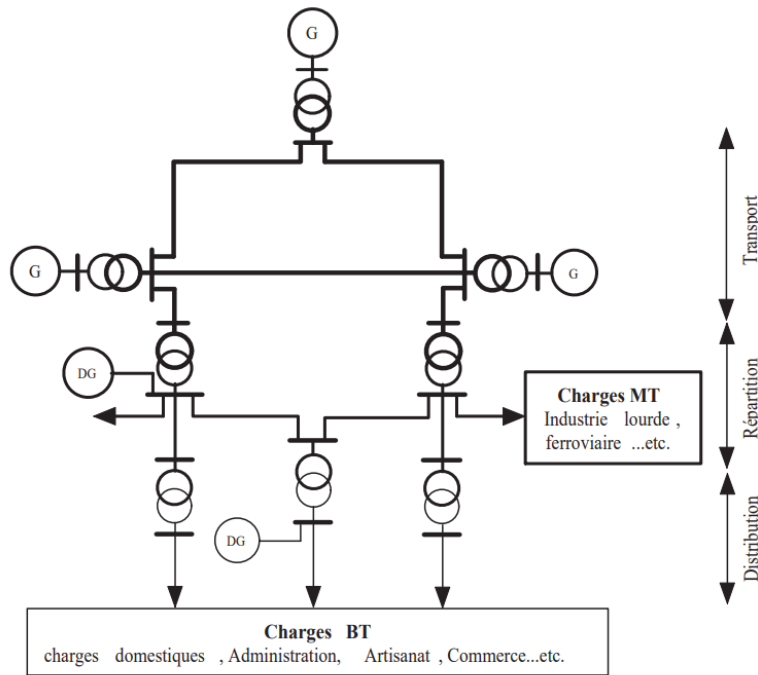 G
Transport
G
G
DG
Charges MT
Industrie lourde ,
ferroviaire ...etc.
Répartition
DG
Distribution
Charges BT
charges domestiques , Administration, Artisanat , Commerce...etc.